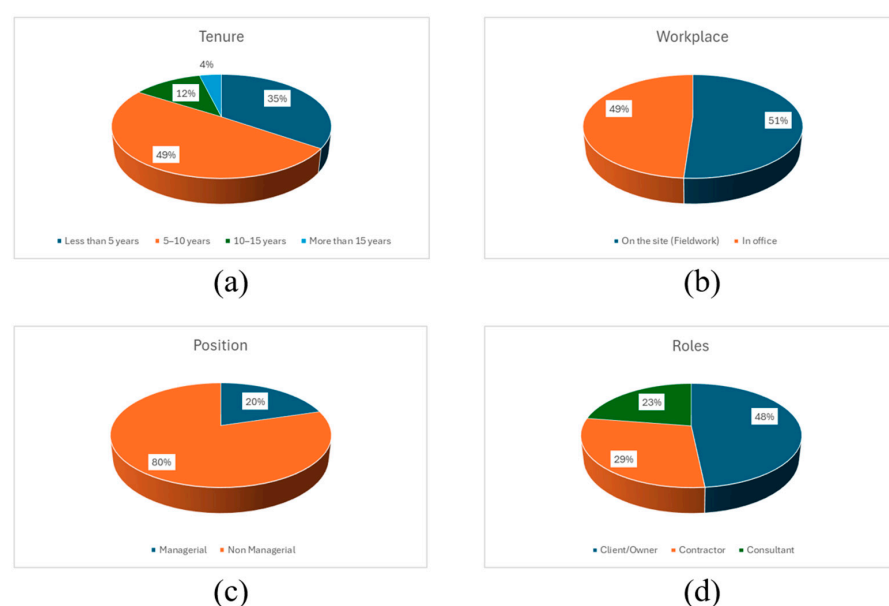 Tenure
4%
12%
35%
49%
Less than 5 years 5–10 years 10–15 years More than 15 years
(a)
Workplace
49%
51%
On the site (Fieldwork) In office
(b)
Position
20%
80%
Managerial Non Managerial
(c)
Roles
23%
48%
29%
Client/Owner Contractor Consultant
(d)